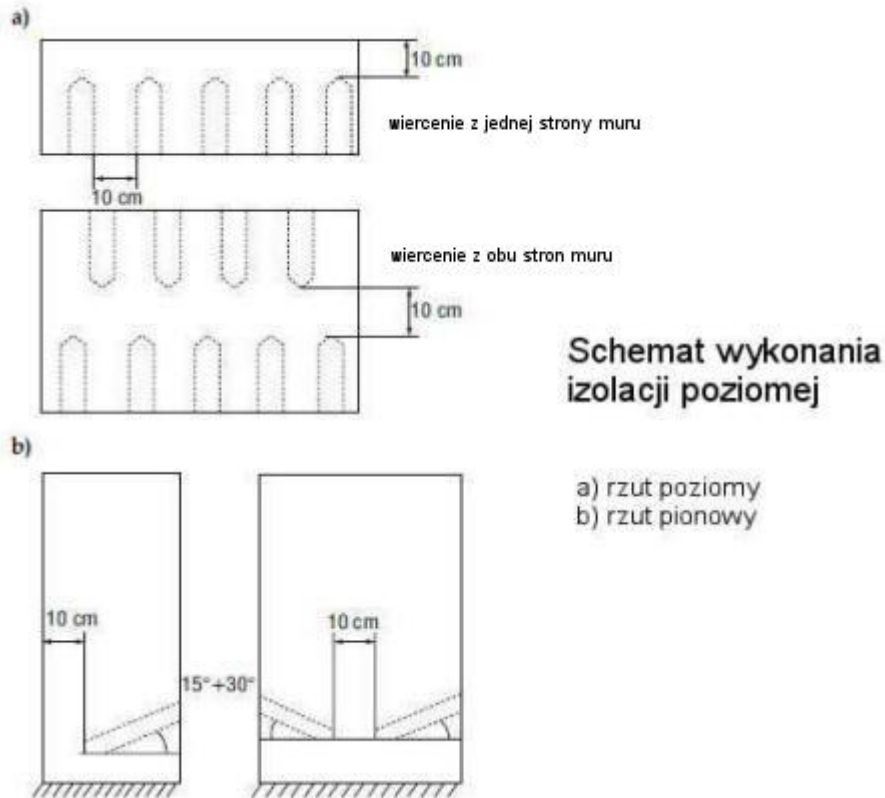 a)
10 cm
wiercenie z jednej strony muru
10 cm
wiercenie z obu stron muru
10 cm
Schemat wykonania
izolacji poziomej
b)
a) rzut poziomy
b) rzut pionowy
10 cm
10 cm
15°+30°